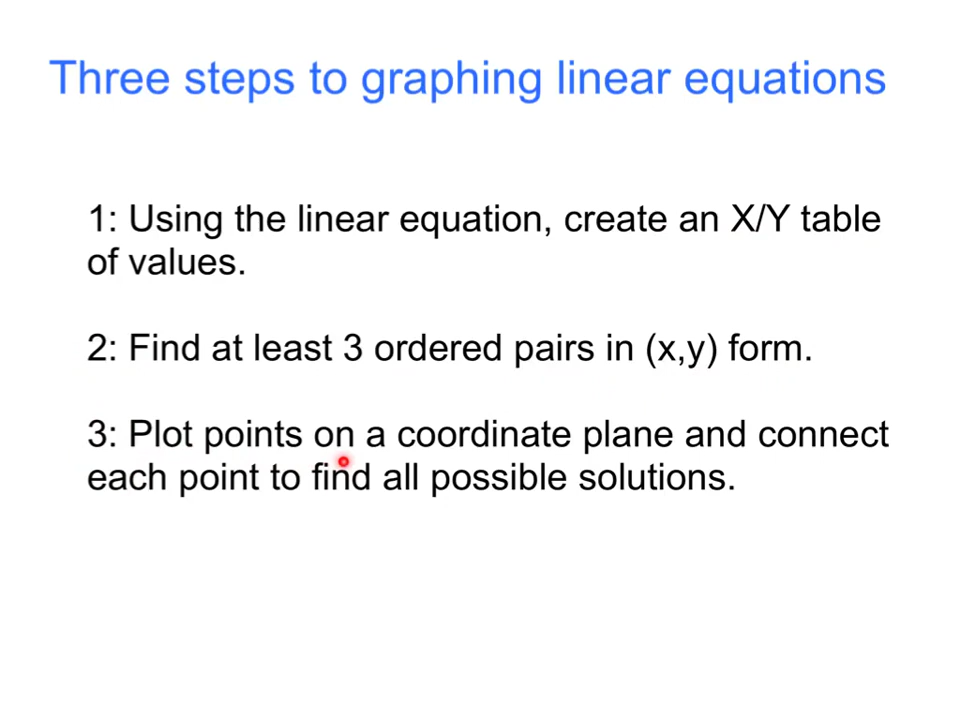 Three steps to graphing linear equations
1: Using the linear equation, create an X/Y table
of values.
2: Find at least 3 ordered pairs in (x,y) form.
3: Plot points on a coordinate plane and connect
each point to find all possible solutions.